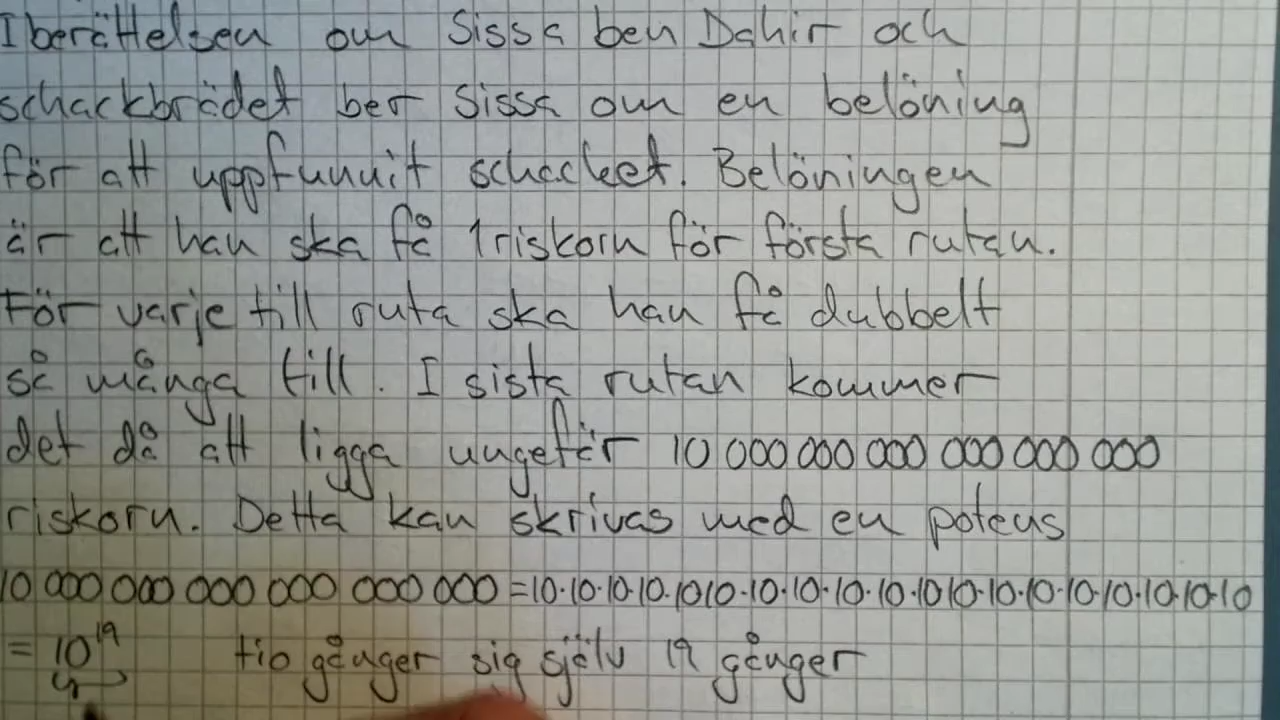 I berättelsen om Sissa ben Dahir och
schackbrädet ber Sissa om en belöning
för att uppfunnit schacket. Belöningen
är att han ska få 1 riskorn för första rutan.
För varje till ruta ska han få dubbelt
så många till. I sista rutan kommer
det då att ligga ungefär 10 000 000 000 000 000 000
riskorn. Detta kan skrivas med en potens
10 000 000 000 000 000 000 = 10·10·10·10·10·10·10·10·10·10·10·10·10·10·10·10·10·10·10
= 10¹⁹ tio gånger sig själv 19 gånger